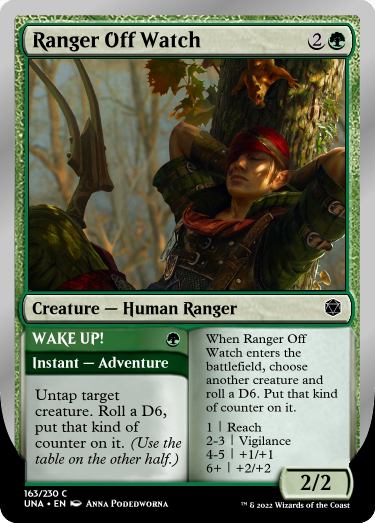 Ranger Off Watch 2
Creature — Human Ranger
WAKE UP!
Instant — Adventure
Untap target
creature. Roll a D6,
put that kind of
counter on it. (Use the
table on the other half.)
When Ranger Off
Watch enters the
battlefield, choose
another creature and
roll a D6. Put that kind
of counter on it.
1 | Reach
2-3 | Vigilance
4-5 | +1/+1
6+ | +2/+2
2/2
163/230 C
UNA • EN Anna Podedworna
™ & 2022 Wizards of the Coast